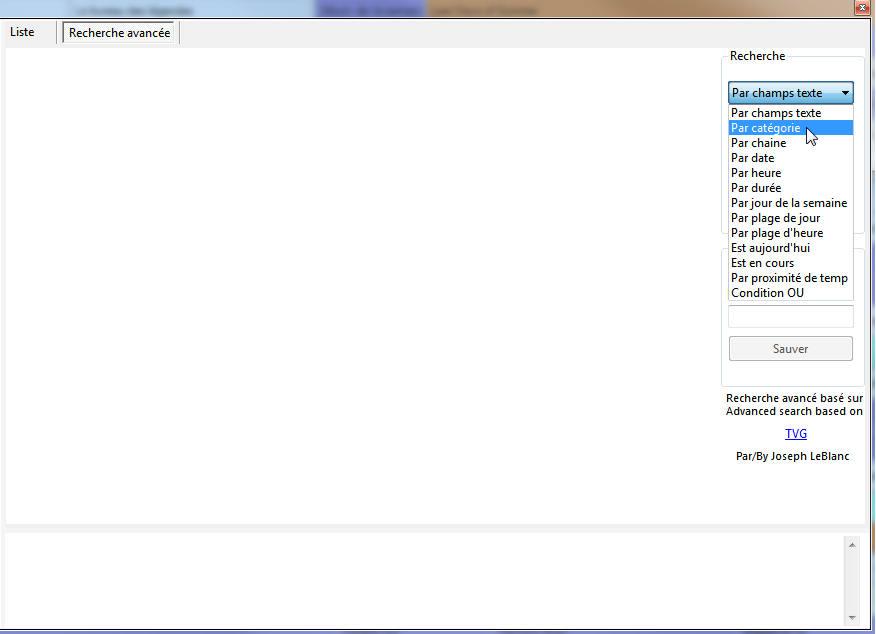 Liste
Recherche avancée
Recherche
Par champs texte
Par champs texte
Par catégorie
Par chaine
Par date
Par heure
Par durée
Par jour de la semaine
Par plage de jour
Par plage d'heure
Est aujourd'hui
Est en cours
Par proximité de temp
Condition OU
Sauver
Recherche avancé basé sur
Advanced search based on
TVG
Par/By Joseph LeBlanc